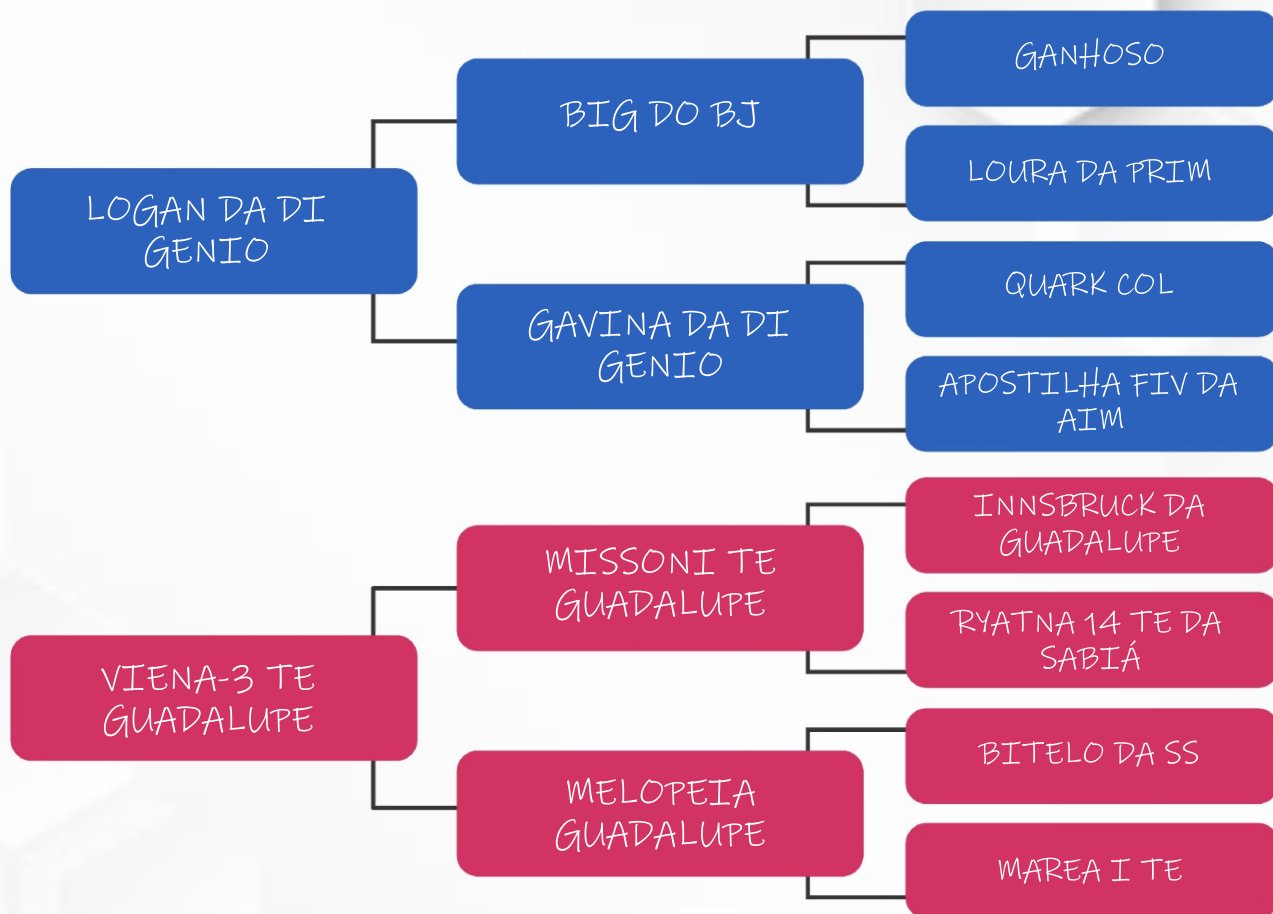 GANHOSO
BIG DO BJ
LOURA DA PRIM
LOGAN DA DI
GENIO
QUARK COL
GAVINA DA DI
GENIO
APOSTILHA FIV DA
AIM
INNSBRUCK DA
GUADALUPE
MISSONI TE
GUADALUPE
RYATNA 14 TE DA
SABIÁ
VIENA-3 TE
GUADALUPE
BITELO DA SS
MELOPEIA
GUADALUPE
MAREA I TE